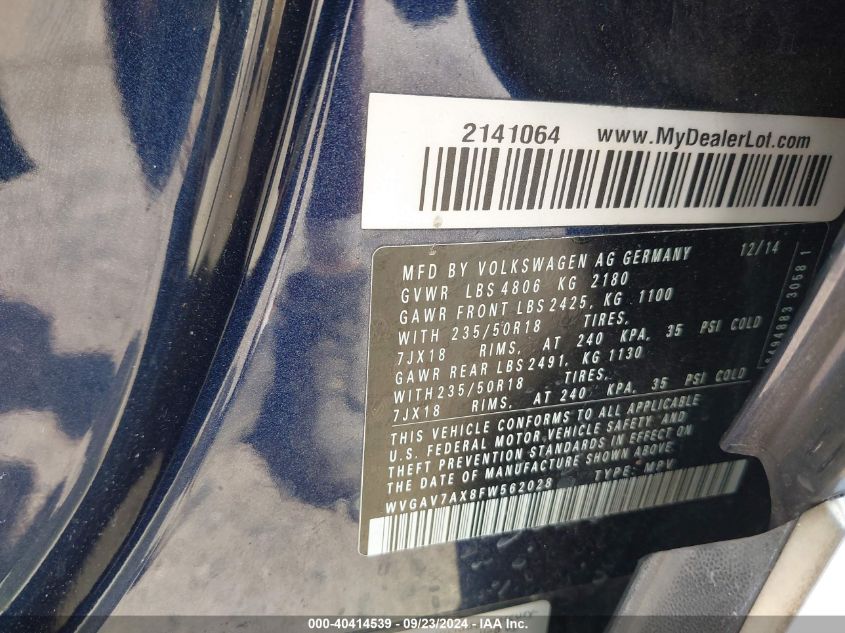 2141064 www.MyDealerLot.com
MFD BY VOLKSWAGEN AG GERMANY 12/14
GVWR LBS 4806 KG 2180
GAWR FRONT LBS 2425, KG 1100
WITH 235/50R18 TIRES,
7JX18 RIMS, AT 240 KPA, 35 PSI COLD
GAWR REAR LBS 2491, KG 1130
WITH 235/50R18 TIRES,
7JX18 RIMS, AT 240 KPA, 35 PSI COLD
THIS VEHICLE CONFORMS TO ALL APPLICABLE
U.S. FEDERAL MOTOR VEHICLE SAFETY AND
THEFT PREVENTION STANDARDS IN EFFECT ON
THE DATE OF MANUFACTURE SHOWN ABOVE.
WVGAV7AX8FW562028 TYPE: MPV
000-40414539 - 09/23/2024 - © IAA Inc.